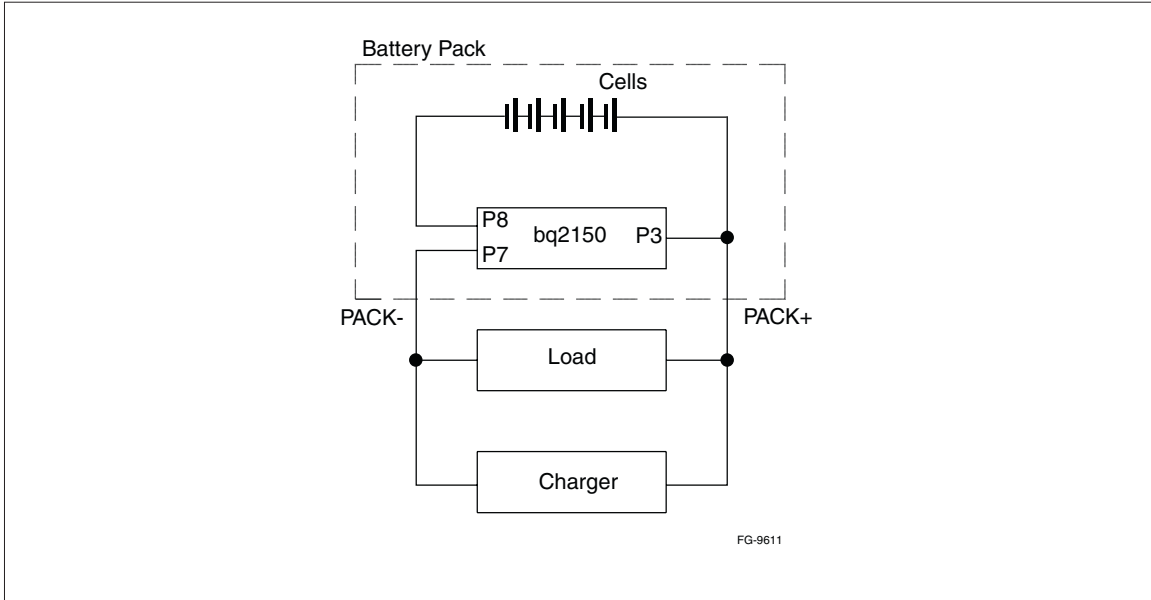 Battery Pack
Cells
P8
bq2150
P3
P7
PACK-
PACK+
Load
Charger
FG-9611